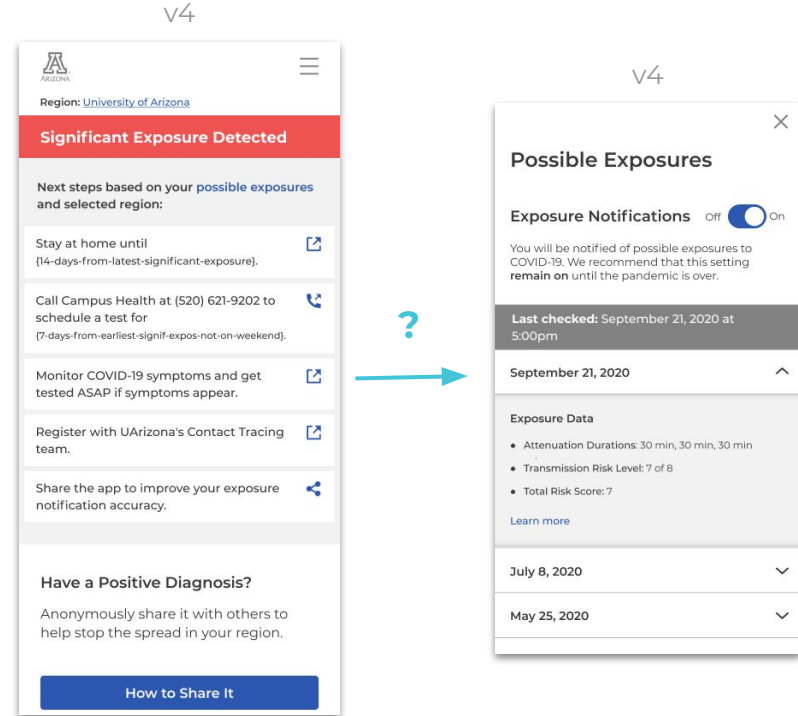 v4
ARIZONA
Region: University of Arizona
Significant Exposure Detected
Next steps based on your possible exposures
and selected region:
Stay at home until
{14-days-from-latest-significant-exposure}.
Call Campus Health at (520) 621-9202 to
schedule a test for
{7-days-from-earliest-signif-expos-not-on-weekend}.
Monitor COVID-19 symptoms and get
tested ASAP if symptoms appear.
Register with UArizona's Contact Tracing
team.
Share the app to improve your exposure
notification accuracy.
Have a Positive Diagnosis?
Anonymously share it with others to
help stop the spread in your region.
How to Share It
?
v4
Possible Exposures
Exposure Notifications Off On
You will be notified of possible exposures to
COVID-19. We recommend that this setting
remain on until the pandemic is over.
Last checked: September 21, 2020 at
5:00pm
September 21, 2020
Exposure Data
• Attenuation Durations: 30 min, 30 min, 30 min
• Transmission Risk Level: 7 of 8
• Total Risk Score: 7
Learn more
July 8, 2020
May 25, 2020